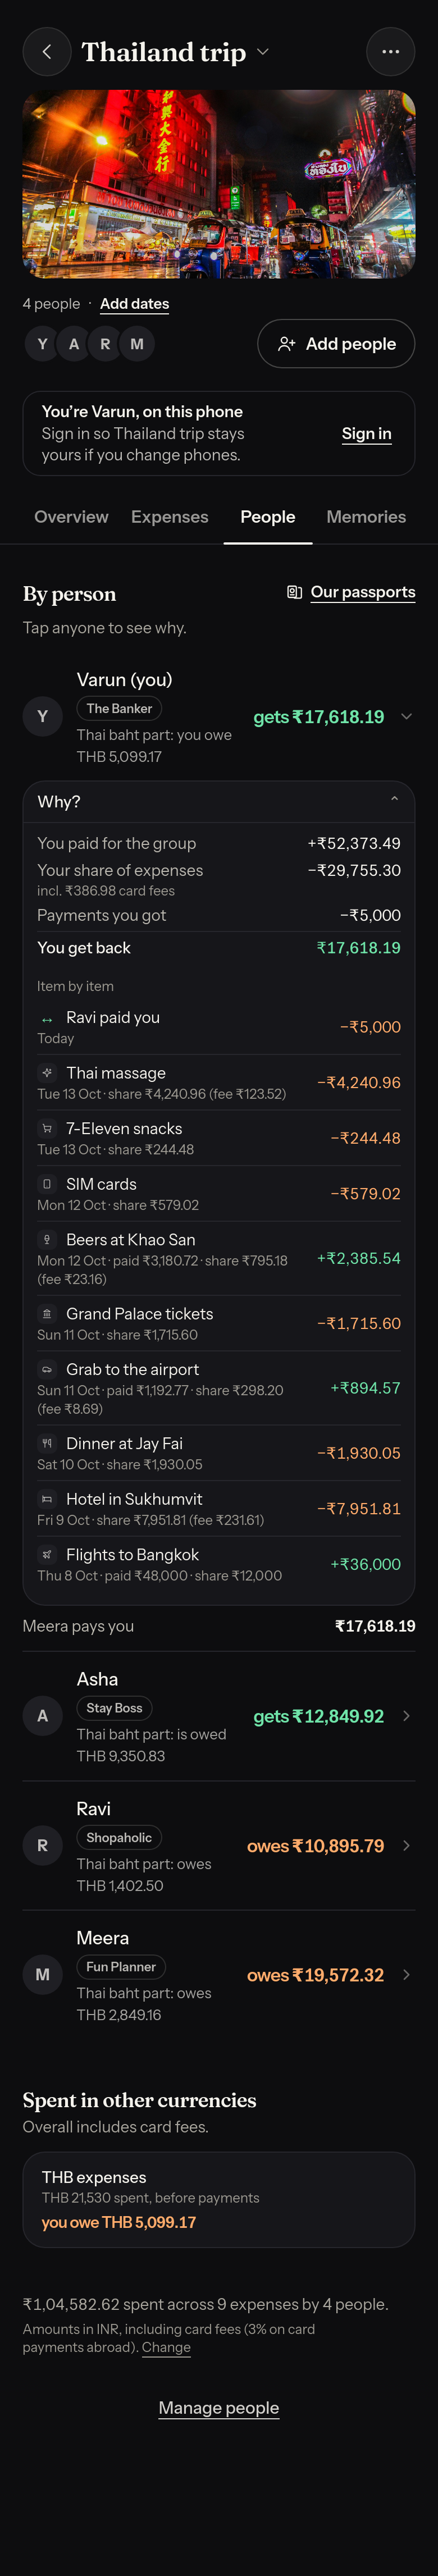 Thailand trip
興
大
金
行
ทองใบ
4 people · Add dates
Y A R M
Add people
You’re Varun, on this phone
Sign in so Thailand trip stays
yours if you change phones.
Sign in
Overview Expenses People Memories
By person
Our passports
Tap anyone to see why.
Y
Varun (you)
The Banker
Thai baht part: you owe
THB 5,099.17
gets ₹17,618.19
Why?
You paid for the group +₹52,373.49
Your share of expenses −₹29,755.30
incl. ₹386.98 card fees
Payments you got −₹5,000
You get back ₹17,618.19
Item by item
↔ Ravi paid you −₹5,000
Today
Thai massage −₹4,240.96
Tue 13 Oct · share ₹4,240.96 (fee ₹123.52)
7-Eleven snacks −₹244.48
Tue 13 Oct · share ₹244.48
SIM cards −₹579.02
Mon 12 Oct · share ₹579.02
Beers at Khao San +₹2,385.54
Mon 12 Oct · paid ₹3,180.72 · share ₹795.18
(fee ₹23.16)
Grand Palace tickets −₹1,715.60
Sun 11 Oct · share ₹1,715.60
Grab to the airport +₹894.57
Sun 11 Oct · paid ₹1,192.77 · share ₹298.20
(fee ₹8.69)
Dinner at Jay Fai −₹1,930.05
Sat 10 Oct · share ₹1,930.05
Hotel in Sukhumvit −₹7,951.81
Fri 9 Oct · share ₹7,951.81 (fee ₹231.61)
Flights to Bangkok +₹36,000
Thu 8 Oct · paid ₹48,000 · share ₹12,000
Meera pays you ₹17,618.19
A
Asha
Stay Boss
Thai baht part: is owed
THB 9,350.83
gets ₹12,849.92
R
Ravi
Shopaholic
Thai baht part: owes
THB 1,402.50
owes ₹10,895.79
M
Meera
Fun Planner
Thai baht part: owes
THB 2,849.16
owes ₹19,572.32
Spent in other currencies
Overall includes card fees.
THB expenses
THB 21,530 spent, before payments
you owe THB 5,099.17
₹1,04,582.62 spent across 9 expenses by 4 people.
Amounts in INR, including card fees (3% on card
payments abroad). Change
Manage people